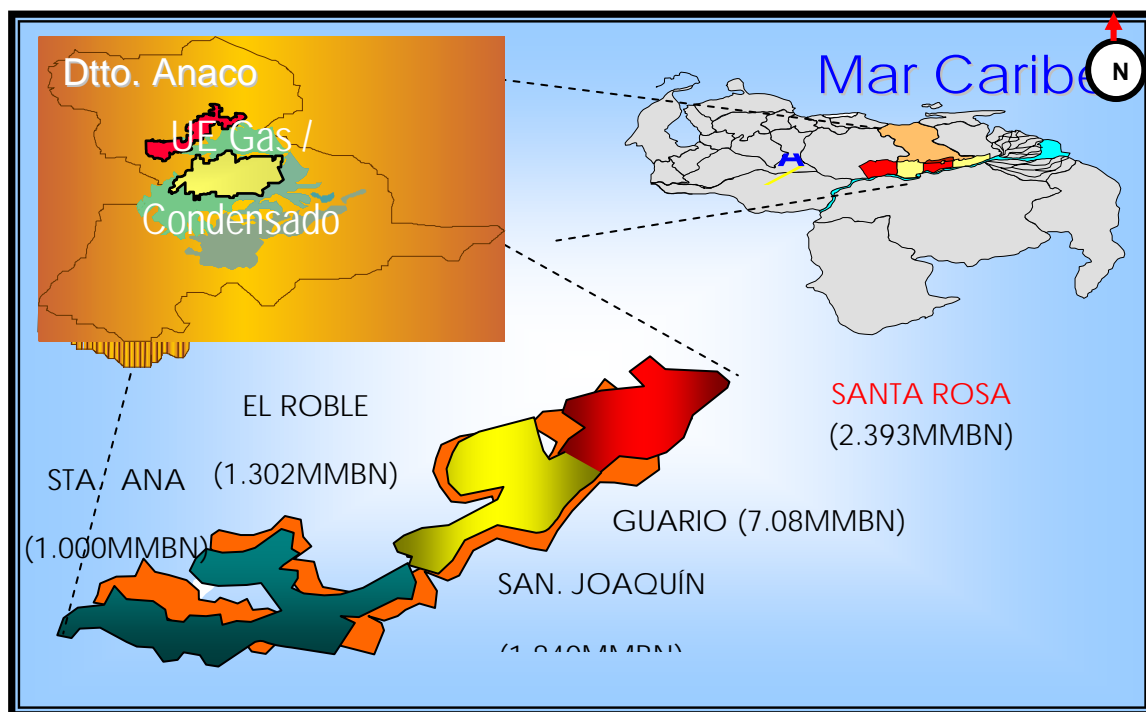 Dtto. Anaco
UE Gas /
Condensado
Mar Caribe
N
EL ROBLE
(1.302MMBN)
STA. ANA
(1.000MMBN)
SANTA ROSA
(2.393MMBN)
GUARIO (7.08MMBN)
SAN. JOAQUÍN